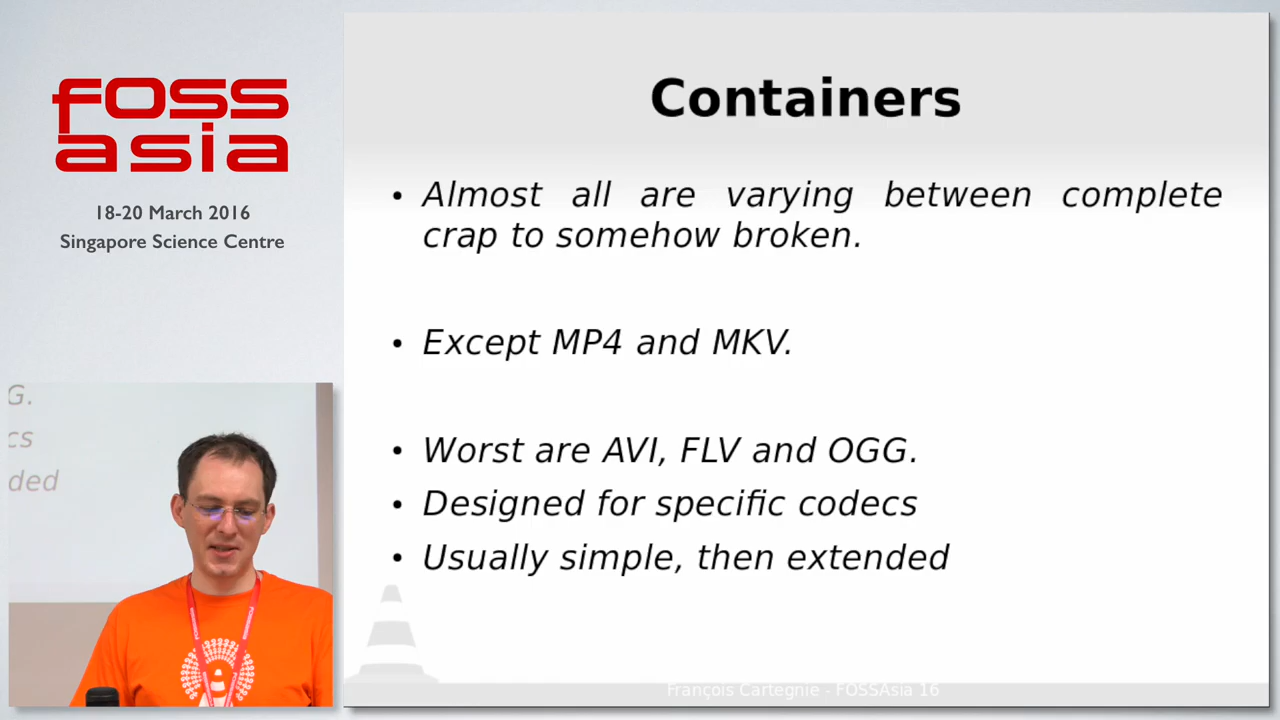 FOSS
asia
18-20 March 2016
Singapore Science Centre
Containers
• Almost all are varying between complete
crap to somehow broken.
• Except MP4 and MKV.
• Worst are AVI, FLV and OGG.
• Designed for specific codecs
• Usually simple, then extended
François Cartegnie - FOSSAsia 16
G.
cs
ded